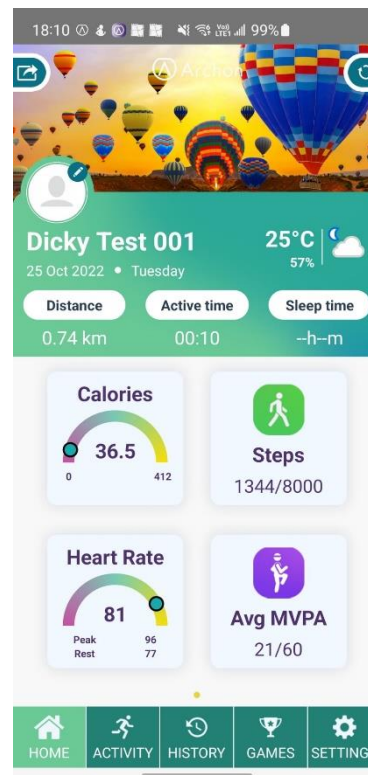 18:10 99%
Archon
Dicky Test 001
25°C
57%
25 Oct 2022 • Tuesday
Distance Active time Sleep time
0.74 km 00:10 --h--m
Calories
36.5
0 412
Steps
1344/8000
Heart Rate
81
Peak 96
Rest 77
Avg MVPA
21/60
HOME ACTIVITY HISTORY GAMES SETTING